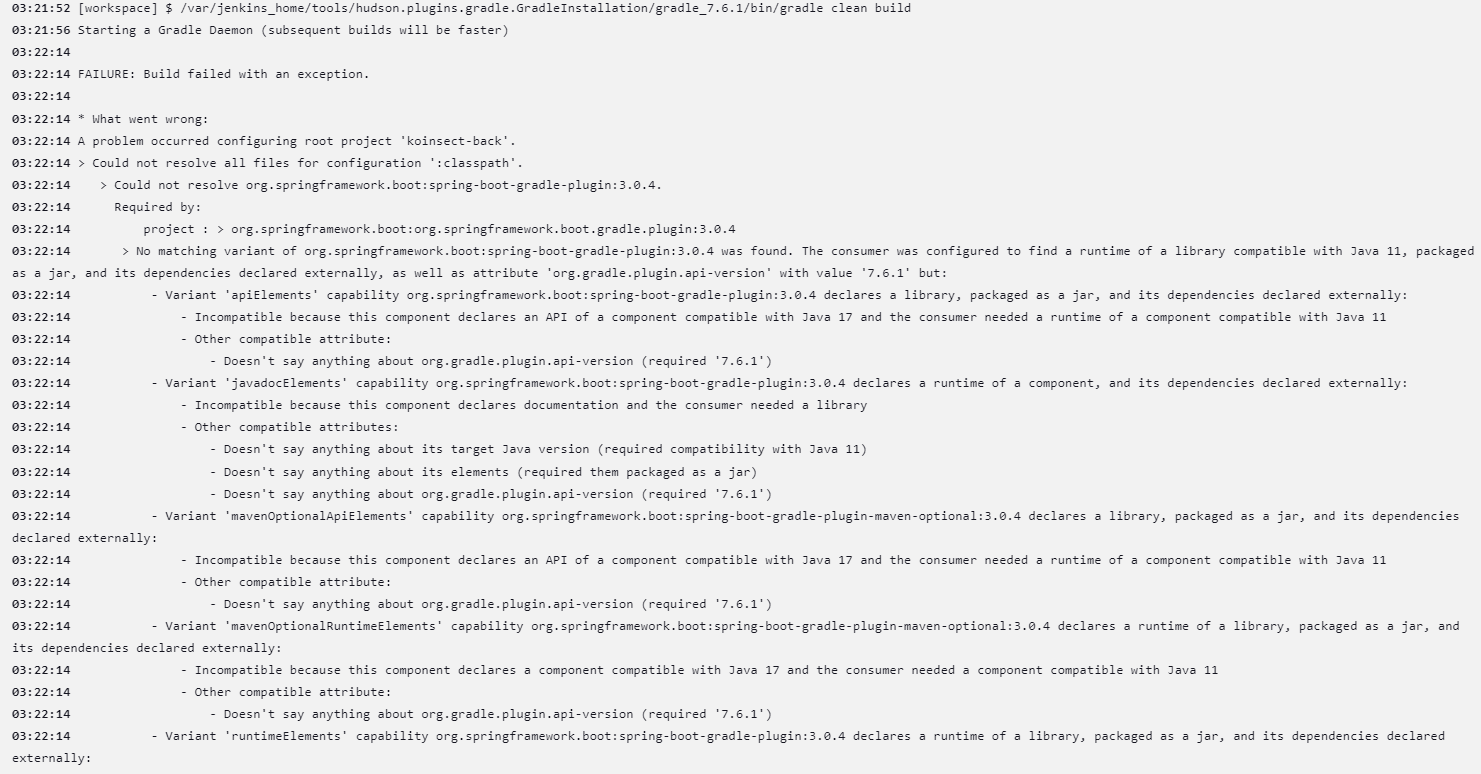 03:21:52 [workspace] $ /var/jenkins_home/tools/hudson.plugins.gradle.GradleInstallation/gradle_7.6.1/bin/gradle clean build
03:21:56 Starting a Gradle Daemon (subsequent builds will be faster)
03:22:14
03:22:14 FAILURE: Build failed with an exception.
03:22:14
03:22:14 * What went wrong:
03:22:14 A problem occurred configuring root project 'koinsect-back'.
03:22:14 > Could not resolve all files for configuration ':classpath'.
03:22:14    > Could not resolve org.springframework.boot:spring-boot-gradle-plugin:3.0.4.
03:22:14      Required by:
03:22:14          project : > org.springframework.boot:org.springframework.boot.gradle.plugin:3.0.4
03:22:14       > No matching variant of org.springframework.boot:spring-boot-gradle-plugin:3.0.4 was found. The consumer was configured to find a runtime of a library compatible with Java 11, packaged
as a jar, and its dependencies declared externally, as well as attribute 'org.gradle.plugin.api-version' with value '7.6.1' but:
03:22:14           - Variant 'apiElements' capability org.springframework.boot:spring-boot-gradle-plugin:3.0.4 declares a library, packaged as a jar, and its dependencies declared externally:
03:22:14               - Incompatible because this component declares an API of a component compatible with Java 17 and the consumer needed a runtime of a component compatible with Java 11
03:22:14               - Other compatible attribute:
03:22:14                   - Doesn't say anything about org.gradle.plugin.api-version (required '7.6.1')
03:22:14           - Variant 'javadocElements' capability org.springframework.boot:spring-boot-gradle-plugin:3.0.4 declares a runtime of a component, and its dependencies declared externally:
03:22:14               - Incompatible because this component declares documentation and the consumer needed a library
03:22:14               - Other compatible attributes:
03:22:14                   - Doesn't say anything about its target Java version (required compatibility with Java 11)
03:22:14                   - Doesn't say anything about its elements (required them packaged as a jar)
03:22:14                   - Doesn't say anything about org.gradle.plugin.api-version (required '7.6.1')
03:22:14           - Variant 'mavenOptionalApiElements' capability org.springframework.boot:spring-boot-gradle-plugin-maven-optional:3.0.4 declares a library, packaged as a jar, and its dependencies
declared externally:
03:22:14               - Incompatible because this component declares an API of a component compatible with Java 17 and the consumer needed a runtime of a component compatible with Java 11
03:22:14               - Other compatible attribute:
03:22:14                   - Doesn't say anything about org.gradle.plugin.api-version (required '7.6.1')
03:22:14           - Variant 'mavenOptionalRuntimeElements' capability org.springframework.boot:spring-boot-gradle-plugin-maven-optional:3.0.4 declares a runtime of a library, packaged as a jar, and
its dependencies declared externally:
03:22:14               - Incompatible because this component declares a component compatible with Java 17 and the consumer needed a component compatible with Java 11
03:22:14               - Other compatible attribute:
03:22:14                   - Doesn't say anything about org.gradle.plugin.api-version (required '7.6.1')
03:22:14           - Variant 'runtimeElements' capability org.springframework.boot:spring-boot-gradle-plugin:3.0.4 declares a runtime of a library, packaged as a jar, and its dependencies declared
externally: